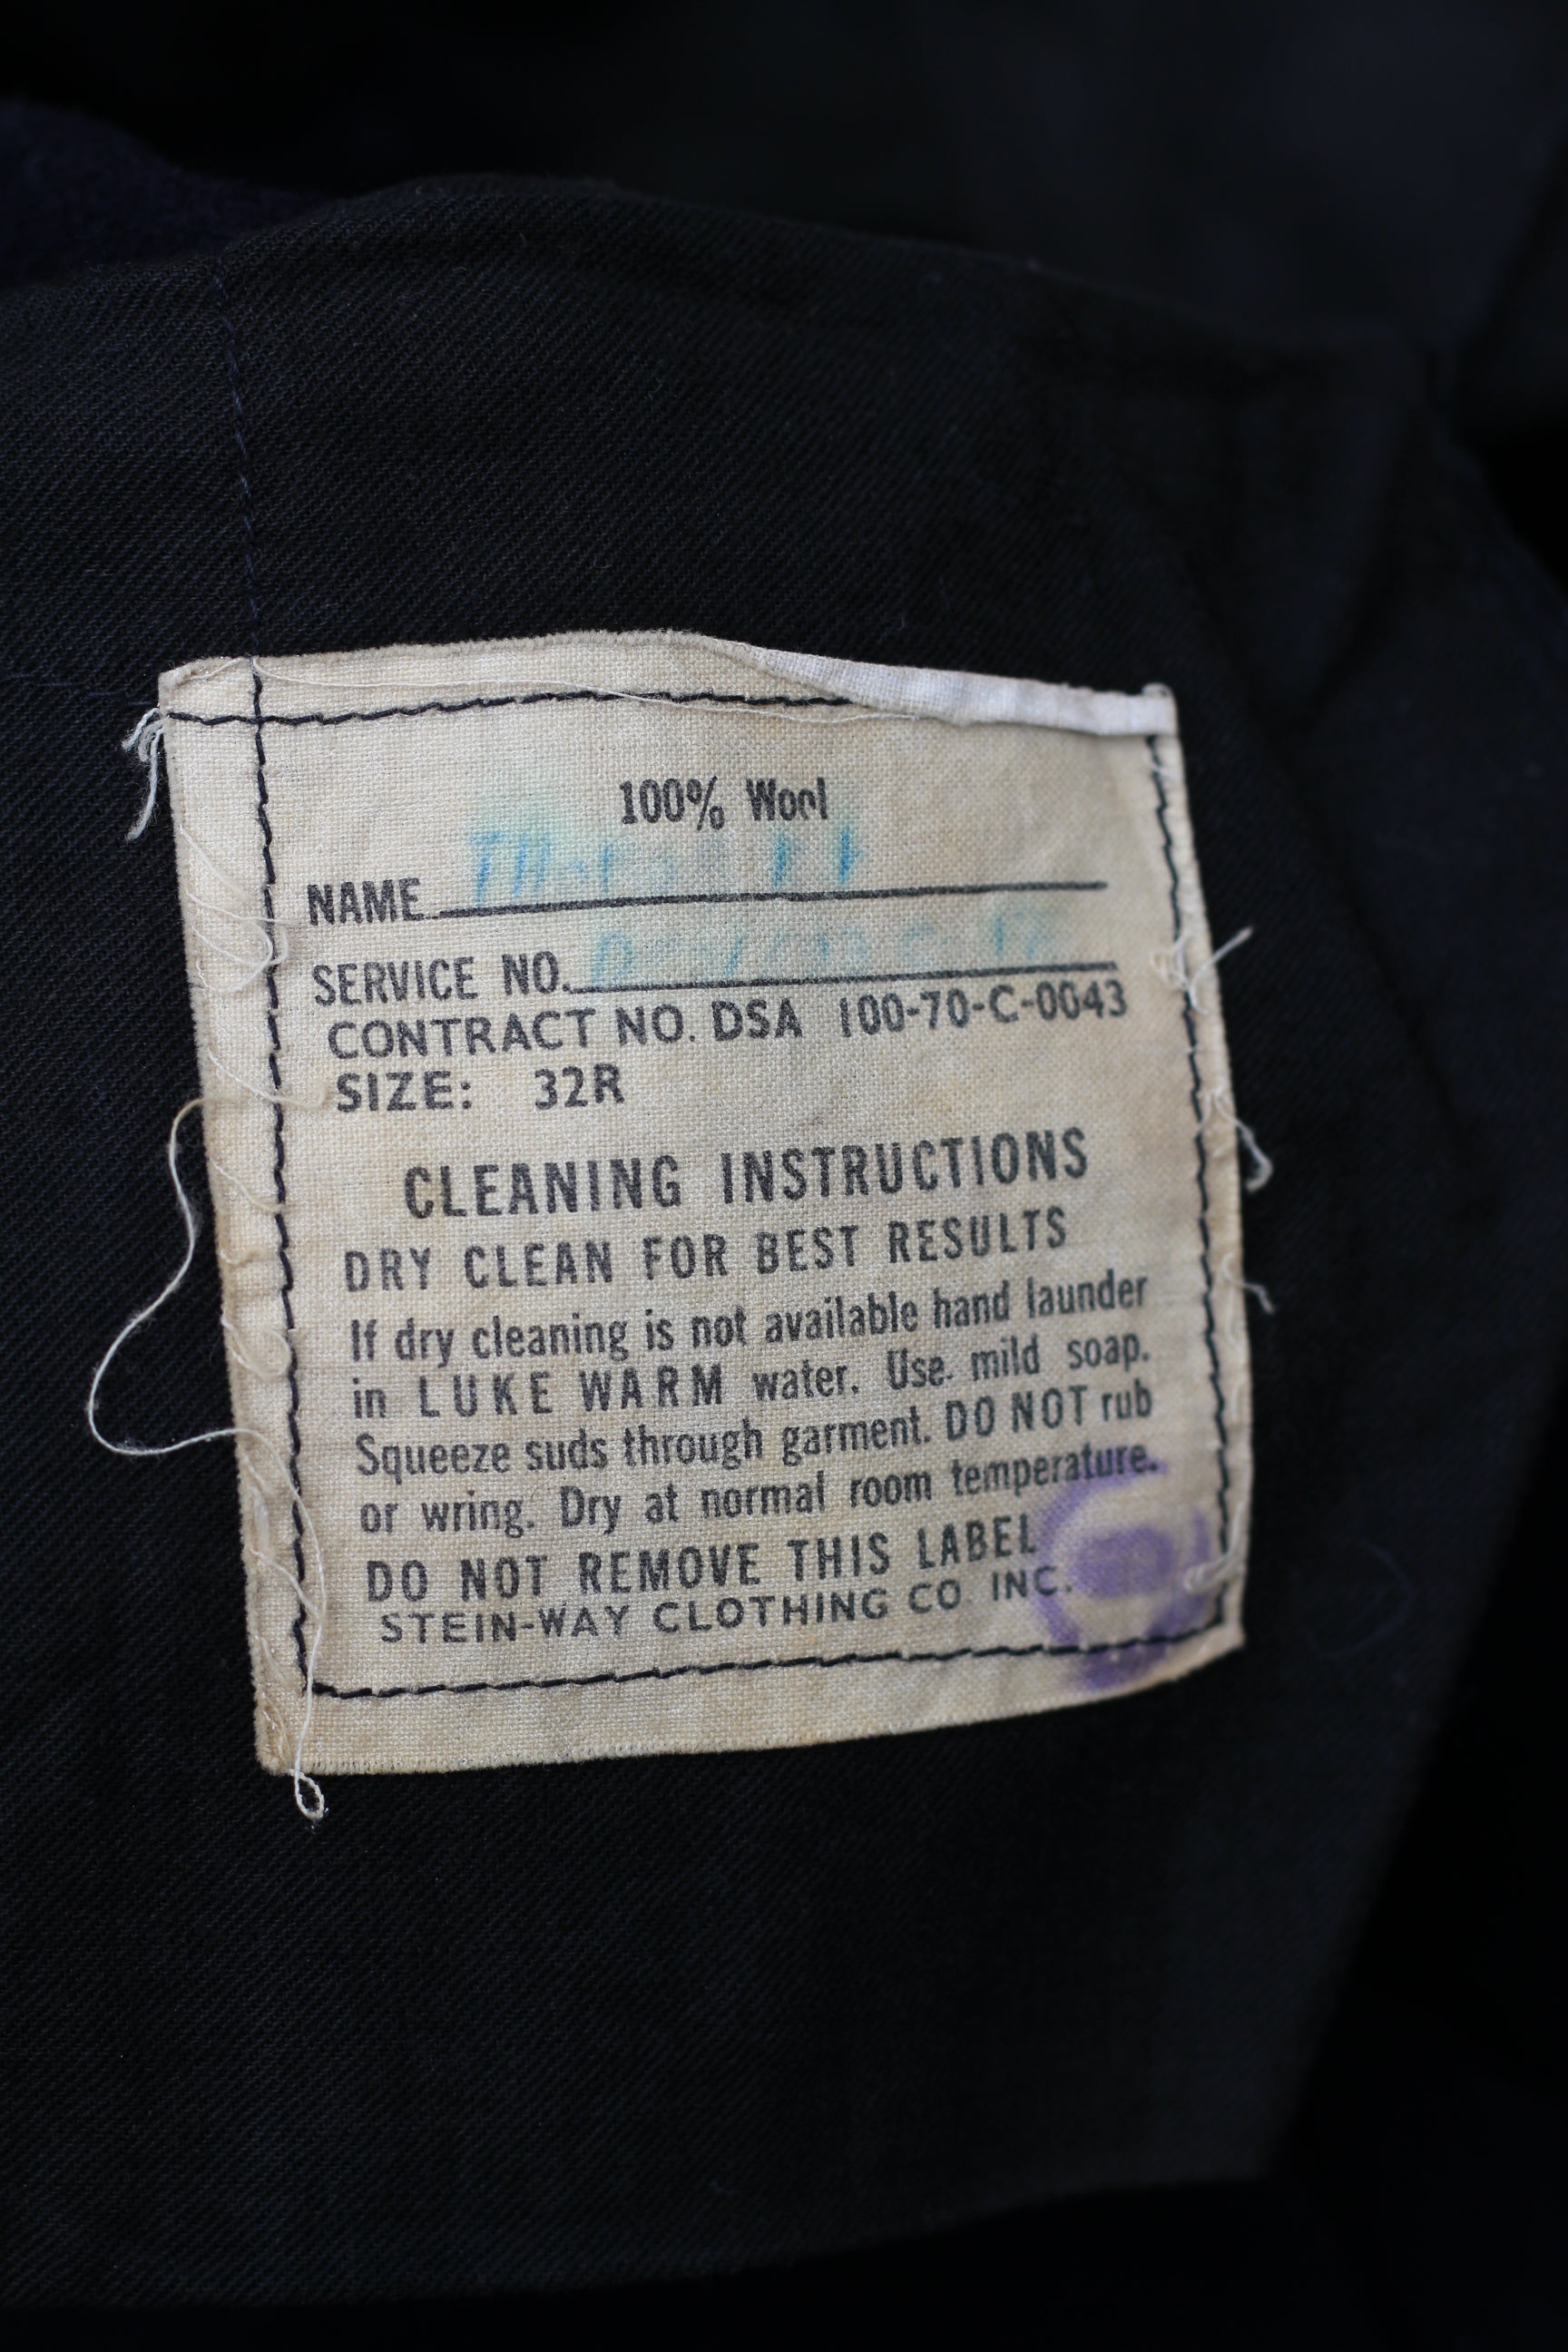 100% Wool
NAME
SERVICE NO.
CONTRACT NO. DSA 100-70-C-0043
SIZE: 32R
CLEANING INSTRUCTIONS
DRY CLEAN FOR BEST RESULTS
If dry cleaning is not available hand launder
in LUKE WARM water. Use. mild soap.
Squeeze suds through garment. DO NOT rub
or wring. Dry at normal room temperature.
DO NOT REMOVE THIS LABEL
STEIN-WAY CLOTHING CO INC.